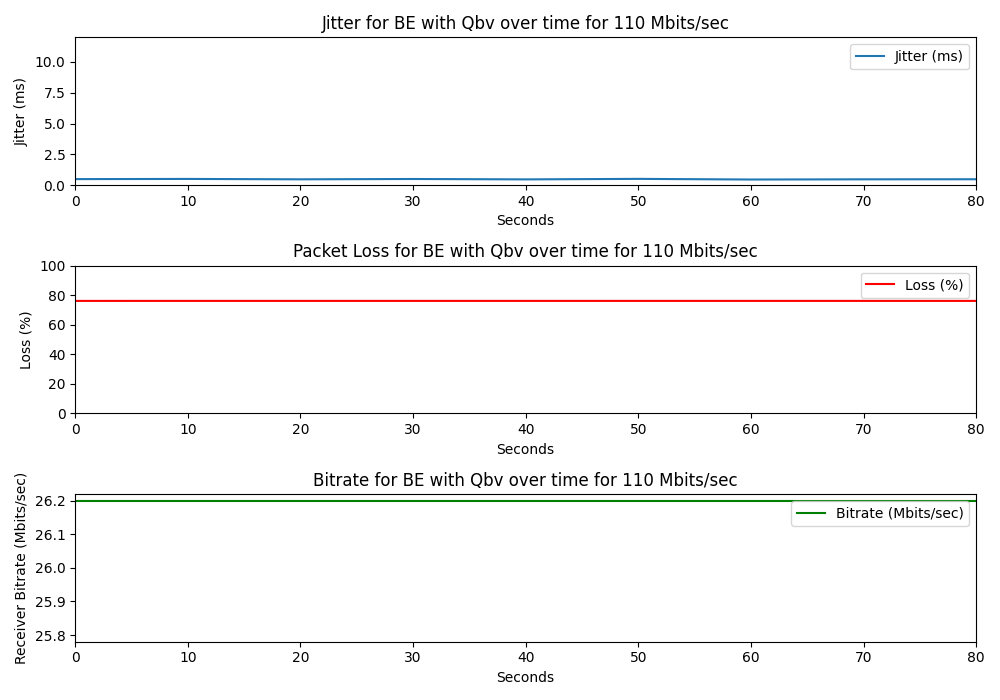 Jitter for BE with Qbv over time for 110 Mbits/sec
Jitter (ms)
10.0
7.5
5.0
2.5
0.0
Jitter (ms)
0 10 20 30 40 50 60 70 80
Seconds
Packet Loss for BE with Qbv over time for 110 Mbits/sec
Loss (%)
100
80
60
40
20
0
Loss (%)
0 10 20 30 40 50 60 70 80
Seconds
Bitrate for BE with Qbv over time for 110 Mbits/sec
Receiver Bitrate (Mbits/sec)
26.2
26.1
26.0
25.9
25.8
Bitrate (Mbits/sec)
0 10 20 30 40 50 60 70 80
Seconds